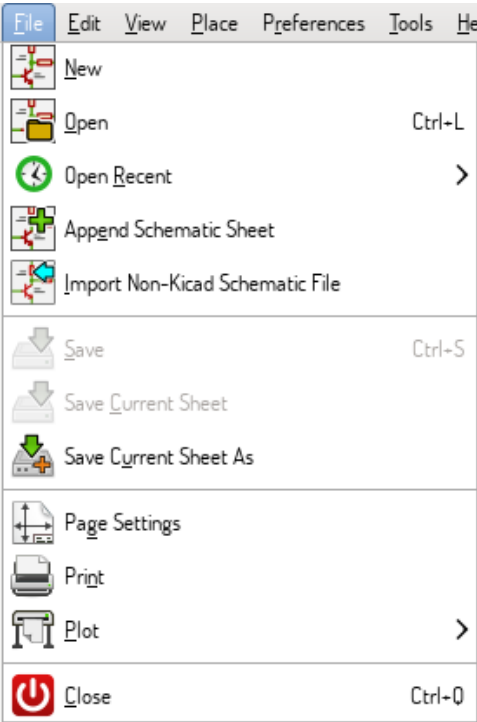 File Edit View Place Preferences Tools He
New
Open Ctrl+L
Open Recent
Append Schematic Sheet
Import Non-Kicad Schematic File
Save Ctrl+S
Save Current Sheet
Save Current Sheet As
Page Settings
Print
Plot
Close Ctrl+Q